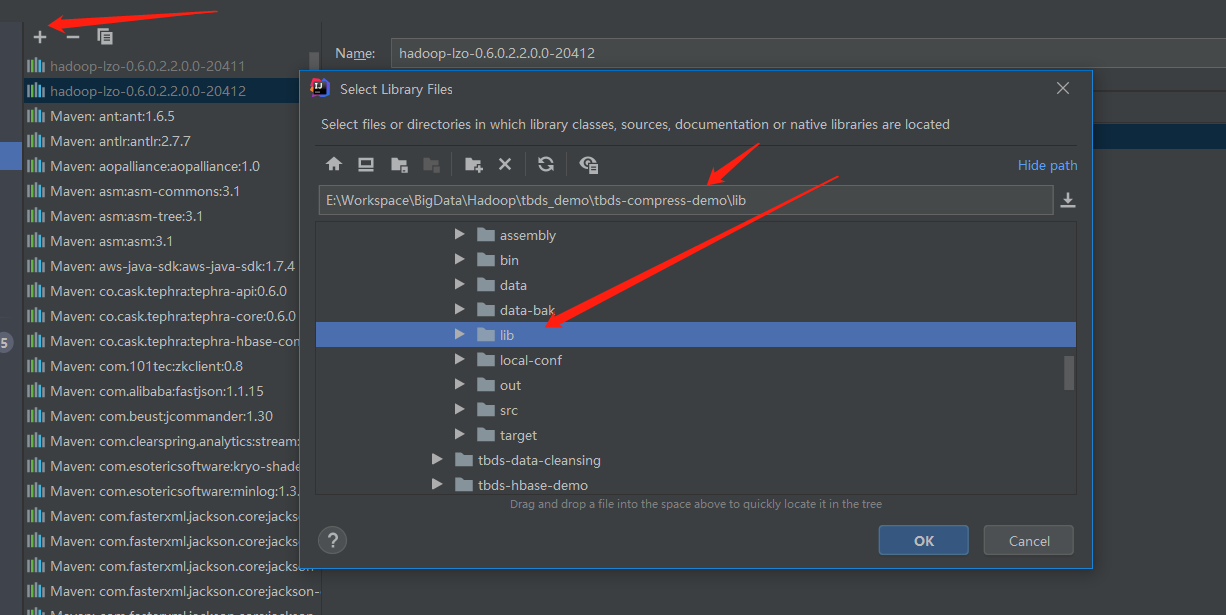 Name:
hadoop-lzo-0.6.0.2.2.0.0-20412
hadoop-lzo-0.6.0.2.2.0.0-20411
hadoop-lzo-0.6.0.2.2.0.0-20412
Maven: ant:ant:1.6.5
Maven: antlr:antlr:2.7.7
Maven: aopalliance:aopalliance:1.0
Maven: asm:asm-commons:3.1
Maven: asm:asm-tree:3.1
Maven: asm:asm:3.1
Maven: aws-java-sdk:aws-java-sdk:1.7.4
Maven: co.cask.tephra:tephra-api:0.6.0
Maven: co.cask.tephra:tephra-core:0.6.0
Maven: co.cask.tephra:tephra-hbase-com
Maven: com.101tec:zkclient:0.8
Maven: com.alibaba:fastjson:1.1.15
Maven: com.beust:jcommander:1.30
Maven: com.clearspring.analytics:stream:
Maven: com.esotericsoftware:kryo-shade
Maven: com.esotericsoftware:minlog:1.3.
Maven: com.fasterxml.jackson.core:jacks
Maven: com.fasterxml.jackson.core:jacks
Maven: com.fasterxml.jackson.core:jackson
Maven: com.fasterxml.jackson.core:jackson-
5
Select Library Files
Select files or directories in which library classes, sources, documentation or native libraries are located
Hide path
E:\Workspace\BigData\Hadoop\tbds_demo\tbds-compress-demo\lib
assembly
bin
data
data-bak
lib
local-conf
out
src
target
tbds-data-cleansing
tbds-hbase-demo
Drag and drop a file into the space above to quickly locate it in the tree
?
OK
Cancel